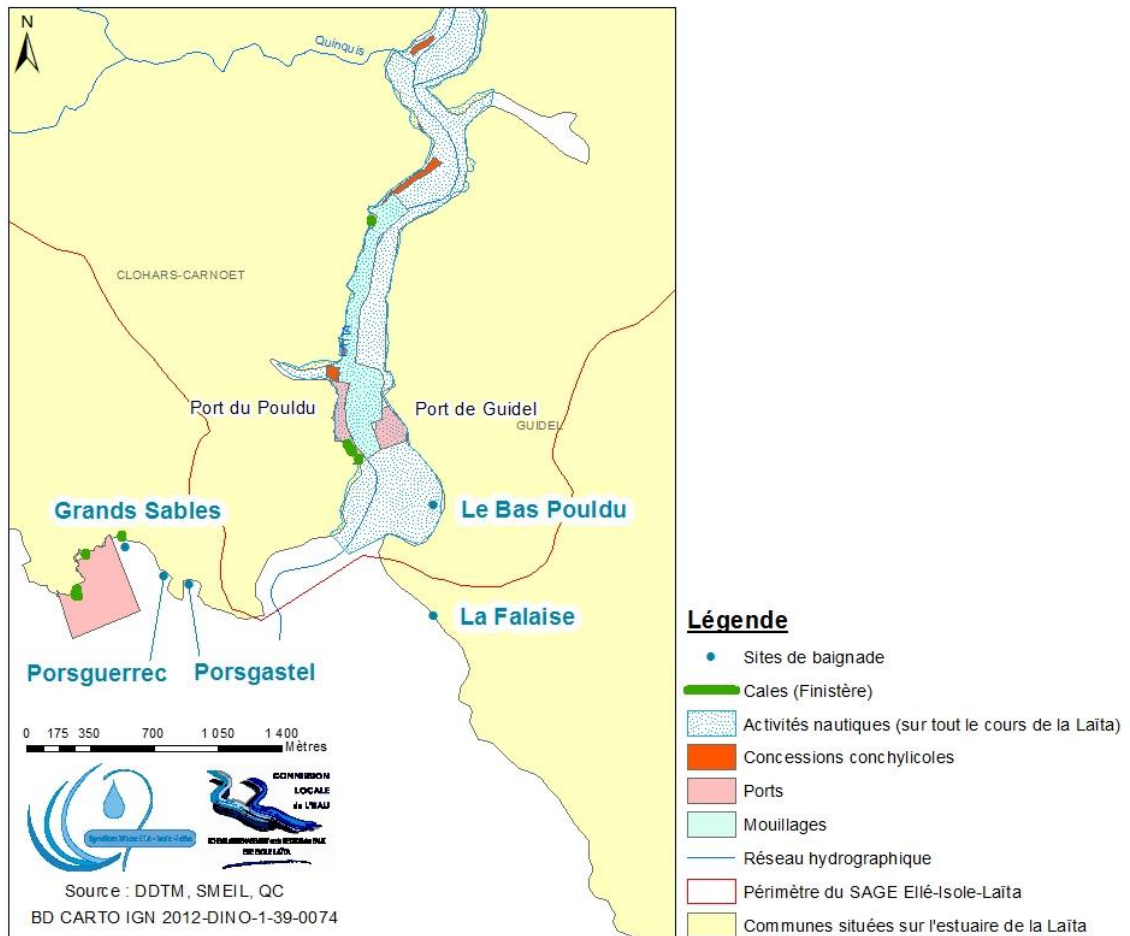 N
Quinquis
CLOHARS-CARNOET
Port du Pouldu
Port de Guidel
GUIDEL
Grands Sables
Le Bas Pouldu
La Falaise
Porsguerrec
Porsgastel
0 175 350 700 1 050 1 400
Mètres
COMMISSION
LOCALE
de L'EAU
Source : DDTM, SMEIL, QC
BD CARTO IGN 2012-DINO-1-39-0074
Légende
Sites de baignade
Cales (Finistère)
Activités nautiques (sur tout le cours de la Laïta)
Concessions conchylicoles
Ports
Mouillages
Réseau hydrographique
Périmètre du SAGE Ellé-Isole-Laïta
Communes situées sur l'estuaire de la Laïta